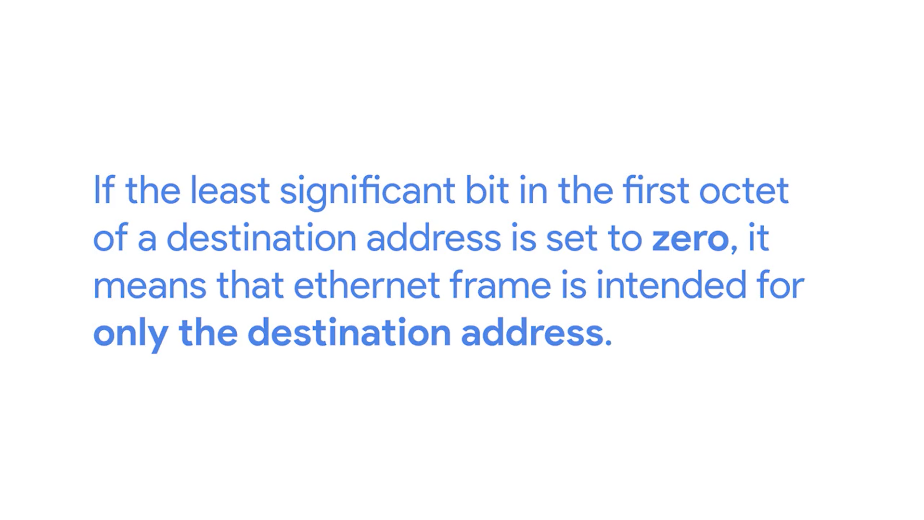 If the least significant bit in the first octet
of a destination address is set to zero, it
means that ethernet frame is intended for
only the destination address.